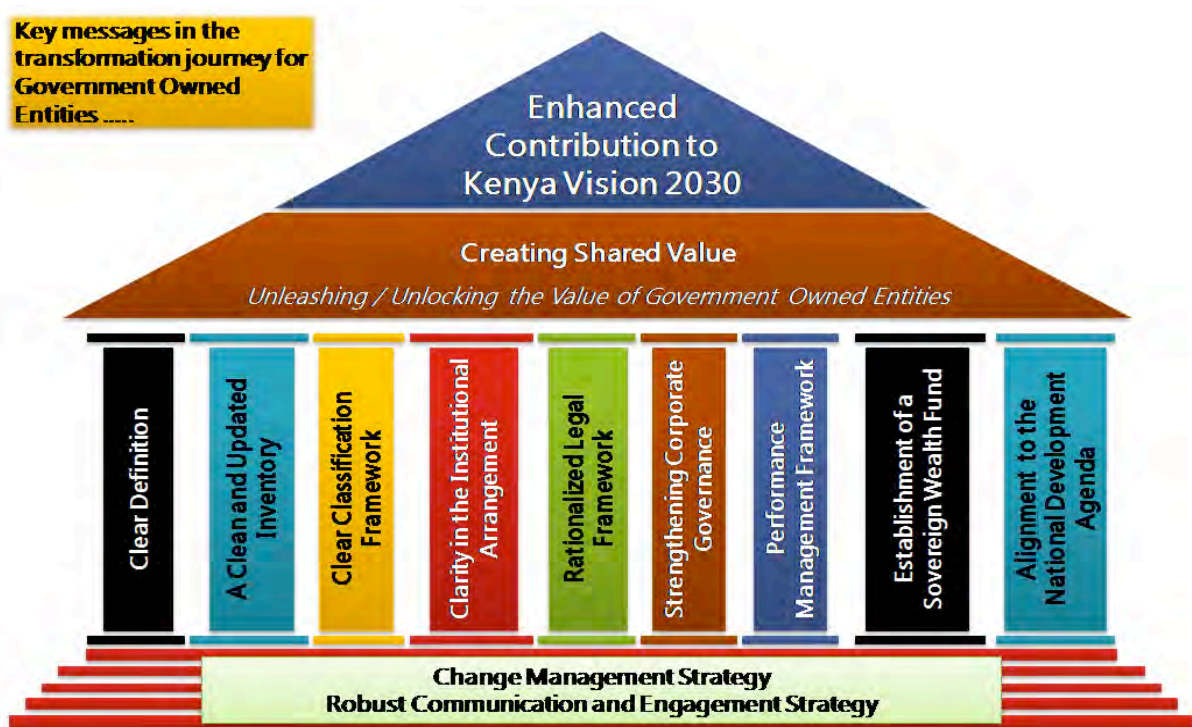 Key messages in the
transformation journey for
Government Owned
Entities .....
Enhanced
Contribution to
Kenya Vision 2030
Creating Shared Value
Unleashing / Unlocking the Value of Government Owned Entities
Clear Definition
A Clean and Updated
Inventory
Clear Classification
Framework
Clarity in the Institutional
Arrangement
Rationalized Legal
Framework
Strengthening Corporate
Governance
Performance
Management Framework
Establishment of a
Sovereign Wealth Fund
Alignment to the
National Development
Agenda
Change Management Strategy
Robust Communication and Engagement Strategy